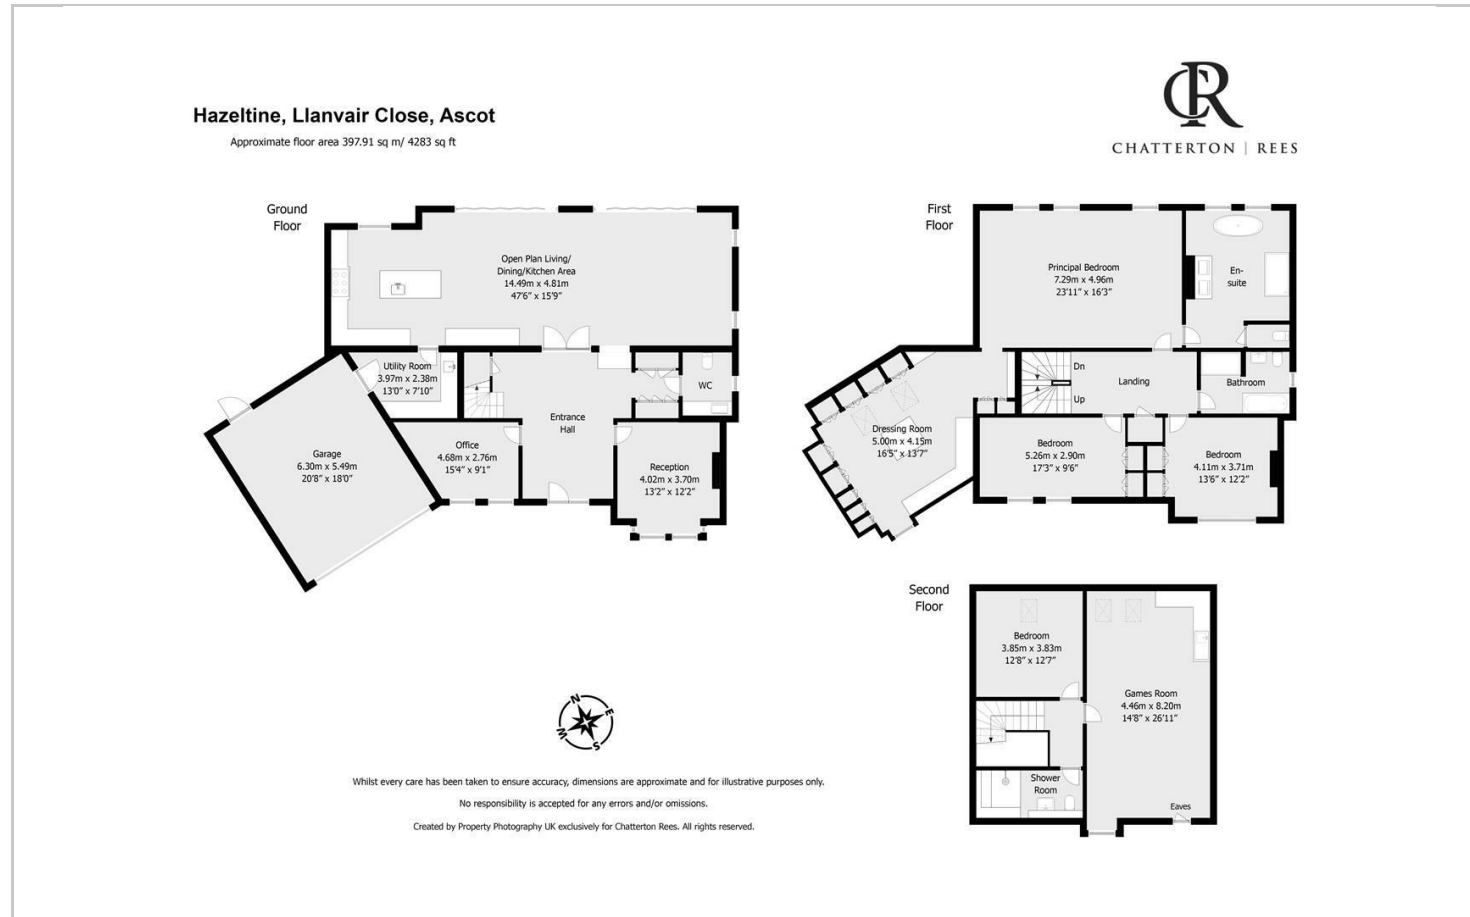 Hazeltine, Llanvair Close, Ascot
Approximate floor area 397.91 sq m/ 4283 sq ft
CR
CHATTERTON | REES
Ground
Floor
Open Plan Living/
Dining/Kitchen Area
14.49m x 4.81m
47'6" x 15'9"
Utility Room
3.97m x 2.38m
13'0" x 7'10"
WC
Entrance
Hall
Office
4.68m x 2.76m
15'4" x 9'1"
Garage
6.30m x 5.49m
20'8" x 18'0"
Reception
4.02m x 3.70m
13'2" x 12'2"
First
Floor
Principal Bedroom
7.29m x 4.96m
23'11" x 16'3"
En-
suite
Dn
Landing
Up
Bathroom
Dressing Room
5.00m x 4.15m
16'5" x 13'7"
Bedroom
5.26m x 2.90m
17'3" x 9'6"
Bedroom
4.11m x 3.71m
13'6" x 12'2"
Second
Floor
Bedroom
3.85m x 3.83m
12'8" x 12'7"
Games Room
4.46m x 8.20m
14'8" x 26'11"
Shower
Room
Eaves
N
E
S
W
Whilst every care has been taken to ensure accuracy, dimensions are approximate and for illustrative purposes only.
No responsibility is accepted for any errors and/or omissions.
Created by Property Photography UK exclusively for Chatterton Rees. All rights reserved.